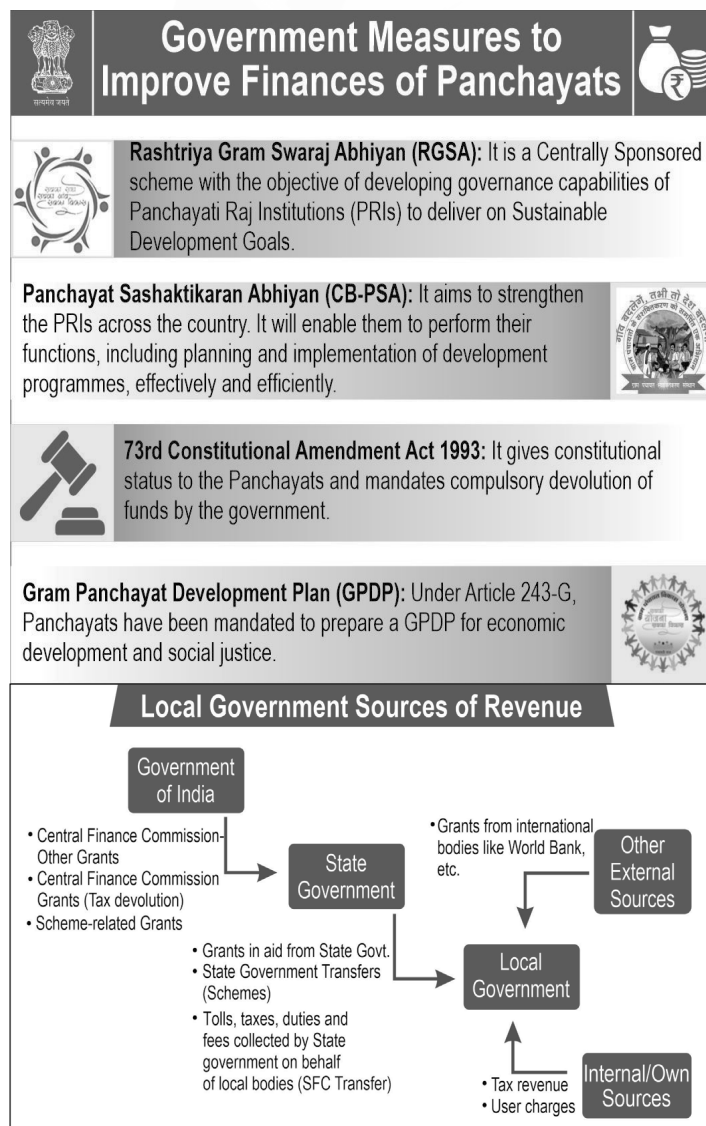 Government Measures to
Improve Finances of Panchayats
सत्यमेव जयते
₹
Rashtriya Gram Swaraj Abhiyan (RGSA): It is a Centrally Sponsored
scheme with the objective of developing governance capabilities of
Panchayati Raj Institutions (PRIs) to deliver on Sustainable
Development Goals.
Panchayat Sashaktikaran Abhiyan (CB-PSA): It aims to strengthen
the PRIs across the country. It will enable them to perform their
functions, including planning and implementation of development
programmes, effectively and efficiently.
गाँव बदलेंगे, तभी तो देश बदलेगा
73rd Constitutional Amendment Act 1993: It gives constitutional
status to the Panchayats and mandates compulsory devolution of
funds by the government.
Gram Panchayat Development Plan (GPDP): Under Article 243-G,
Panchayats have been mandated to prepare a GPDP for economic
development and social justice.
Local Government Sources of Revenue
Government
of India
• Central Finance Commission-
Other Grants
• Central Finance Commission
Grants (Tax devolution)
• Scheme-related Grants
State
Government
• Grants in aid from State Govt.
• State Government Transfers
(Schemes)
• Tolls, taxes, duties and
fees collected by State
government on behalf
of local bodies (SFC Transfer)
• Grants from international
bodies like World Bank,
etc.
Other
External
Sources
Local
Government
• Tax revenue
• User charges
Internal/Own
Sources